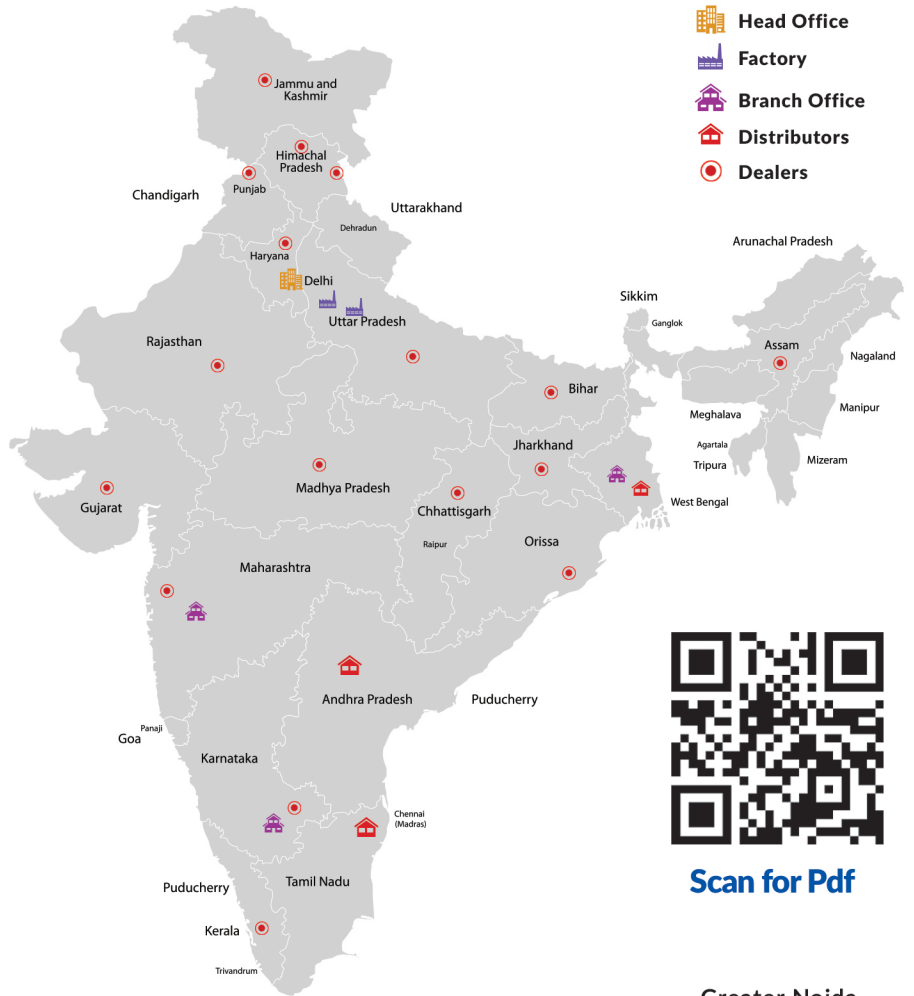 Head Office
Factory
Branch Office
Distributors
Dealers
Jammu and
Kashmir
Himachal
Pradesh
Punjab
Chandigarh
Uttarakhand
Dehradun
Haryana
Delhi
Arunachal Pradesh
Sikkim
Ganglok
Uttar Pradesh
Rajasthan
Assam
Nagaland
Bihar
Manipur
Meghalava
Jharkhand
Agartala
Tripura
Mizeram
Madhya Pradesh
West Bengal
Gujarat
Chhattisgarh
Raipur
Orissa
Maharashtra
Andhra Pradesh
Puducherry
Panaji
Goa
Karnataka
Chennai
(Madras)
Scan for Pdf
Tamil Nadu
Puducherry
Kerala
Trivandrum
Greater Noida